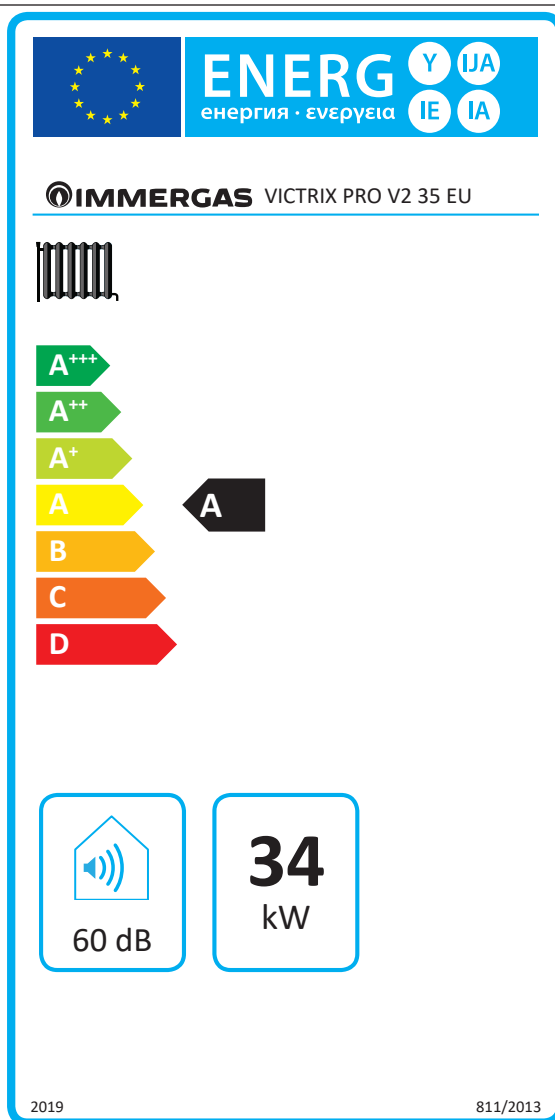 ENERG Y IJA
енергия · ενεργεια IE IA
IMMERGAS VICTRIX PRO V2 35 EU
A+++
A++
A+
A A
B
C
D
60 dB
34
kW
2019 811/2013